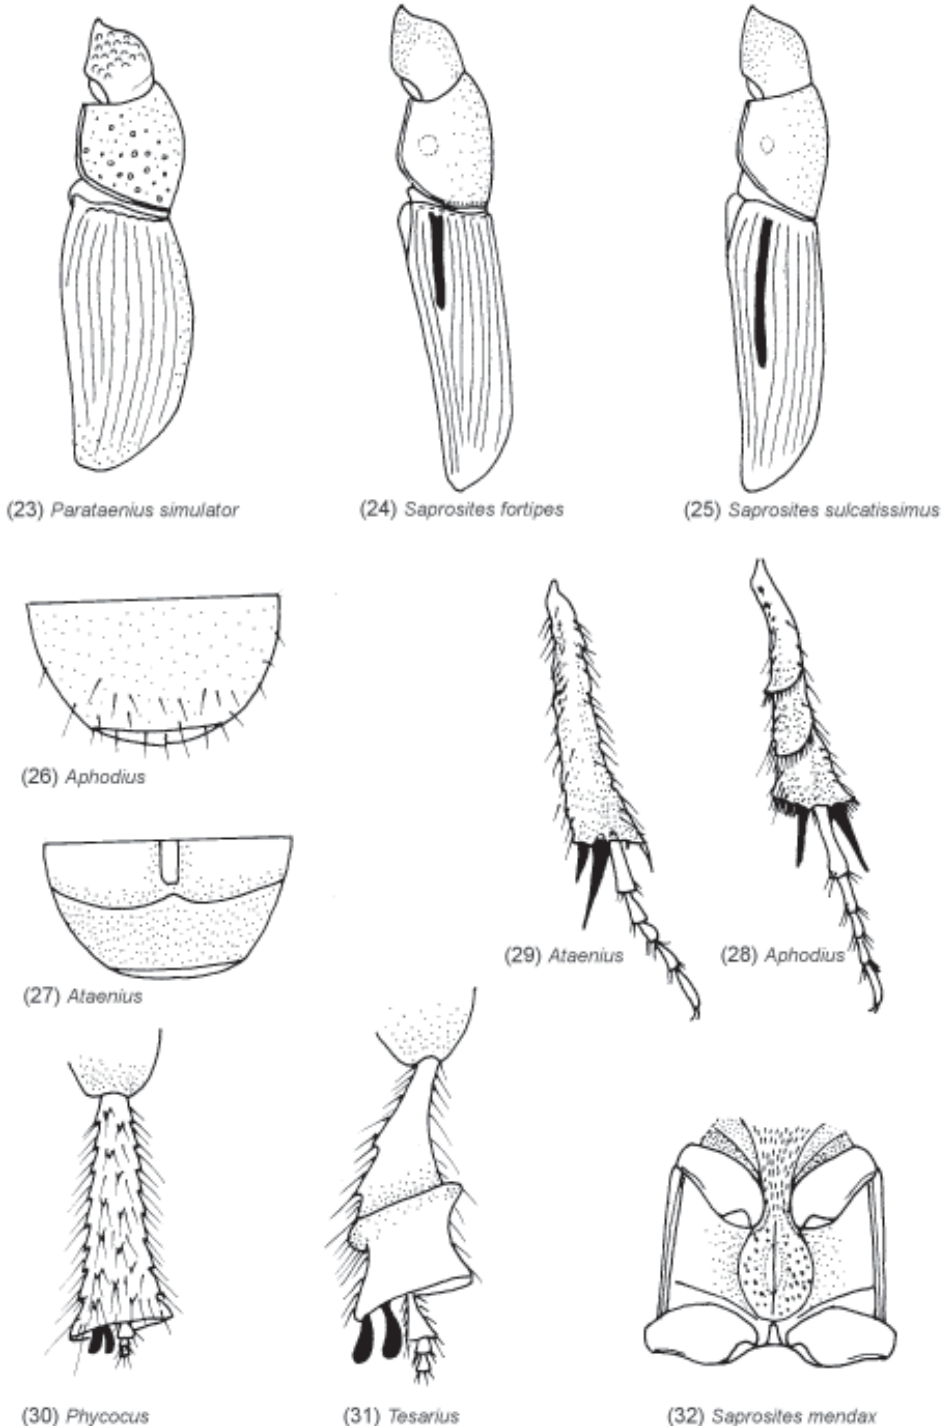 (23) Parataenius simulator
(24) Saprosites fortipes
(25) Saprosites sulcatissimus
(26) Aphodius
(27) Ataenius
(29) Ataenius
(28) Aphodius
(30) Phycocus
(31) Tesarius
(32) Saprosites mendax